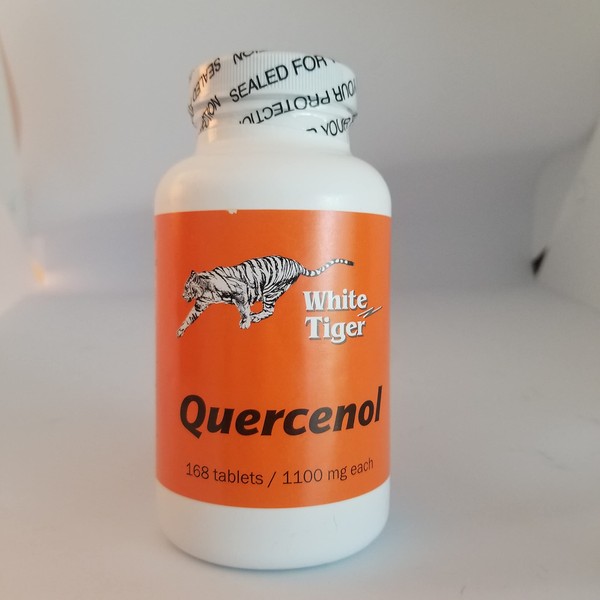 SEALED FOR
YOUR PROTECTION
White
Tiger
Quercenol
168 tablets / 1100 mg each